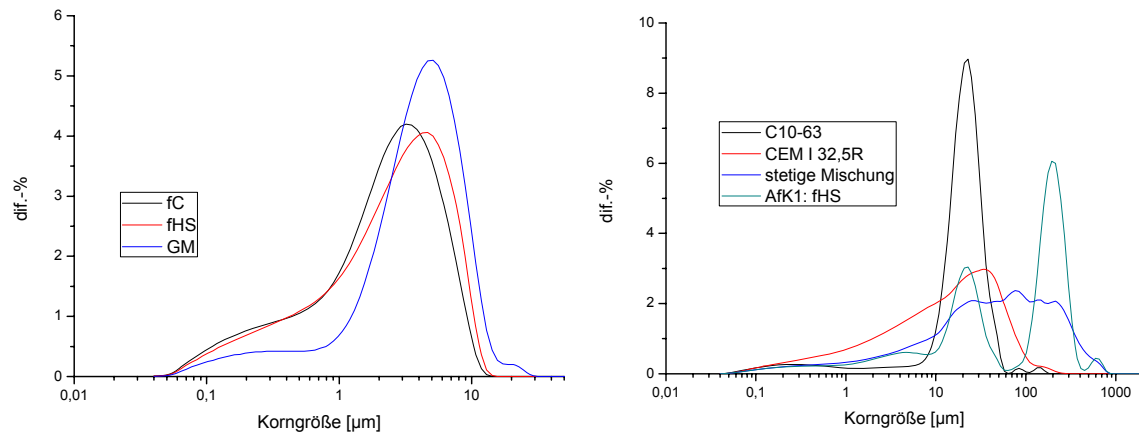 6
5
4
3
2
1
0
dif.-%
fC
fHS
GM
0,01
0,1
1
10
Korngröße [µm]
10
8
6
4
2
0
dif.-%
C10-63
CEM I 32,5R
stetige Mischung
AfK1: fHS
0,01
0,1
1
10
100
1000
Korngröße [µm]